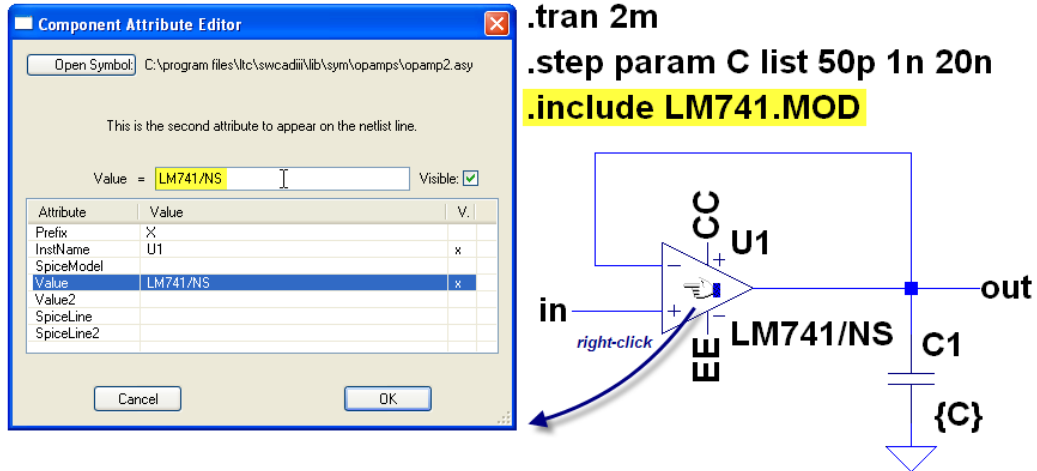 Component Attribute Editor
Open Symbol: C:\program files\ltc\swcadiii\lib\sym\opamps\opamp2.asy
This is the second attribute to appear on the netlist line.
Value = LM741/NS Visible:
Attribute Value V.
Prefix X
InstName U1 x
SpiceModel
Value LM741/NS x
Value2
SpiceLine
SpiceLine2
Cancel OK
.tran 2m
.step param C list 50p 1n 20n
.include LM741.MOD
CC
U1
in
out
right-click
EE
LM741/NS
C1
{C}